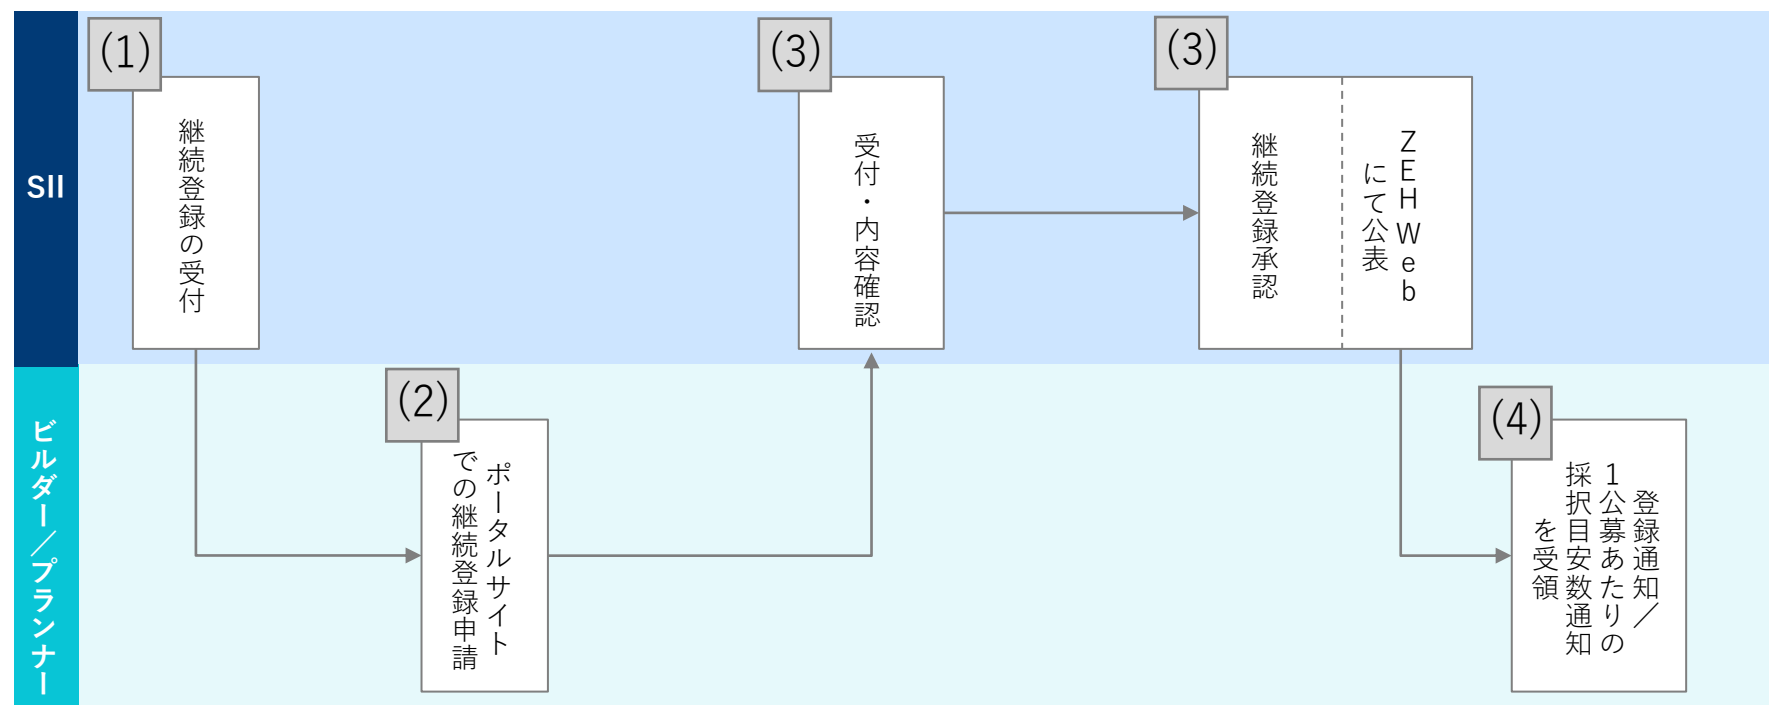 SII
(1)
継続登録の受付
(3)
受付・内容確認
(3)
継続登録承認
ZEH Web
にて公表
ビルダー／プランナー
(2)
ポータルサイト
での継続登録申請
(4)
登録通知／
1公募あたりの
採択目安数通知
を受領